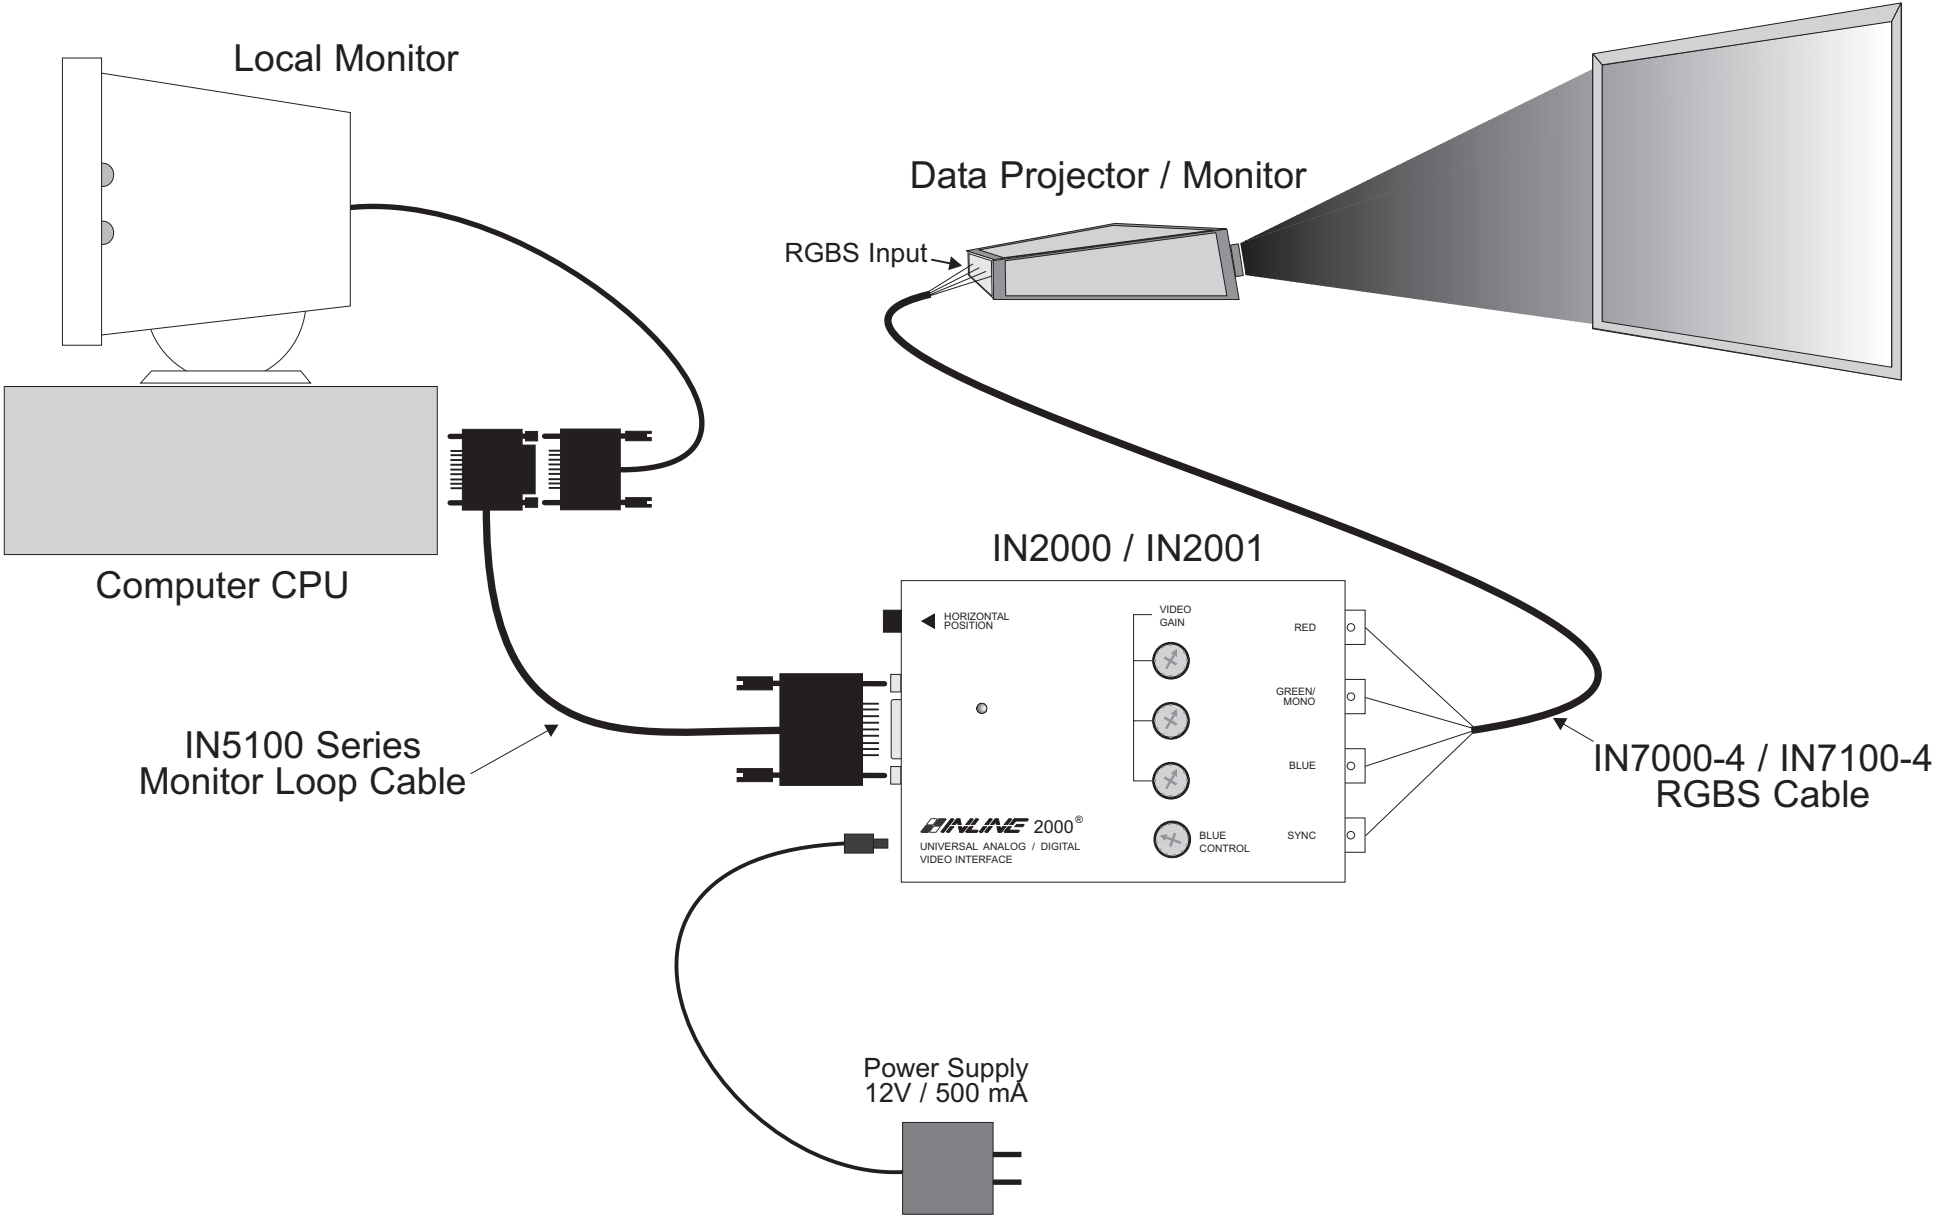 Local Monitor
Data Projector / Monitor
RGBS Input
Computer CPU
IN2000 / IN2001
HORIZONTAL
POSITION
VIDEO
GAIN
RED
GREEN/
MONO
BLUE
SYNC
BLUE
CONTROL
INLINE 2000®
UNIVERSAL ANALOG / DIGITAL
VIDEO INTERFACE
IN5100 Series
Monitor Loop Cable
IN7000-4 / IN7100-4
RGBS Cable
Power Supply
12V / 500 mA